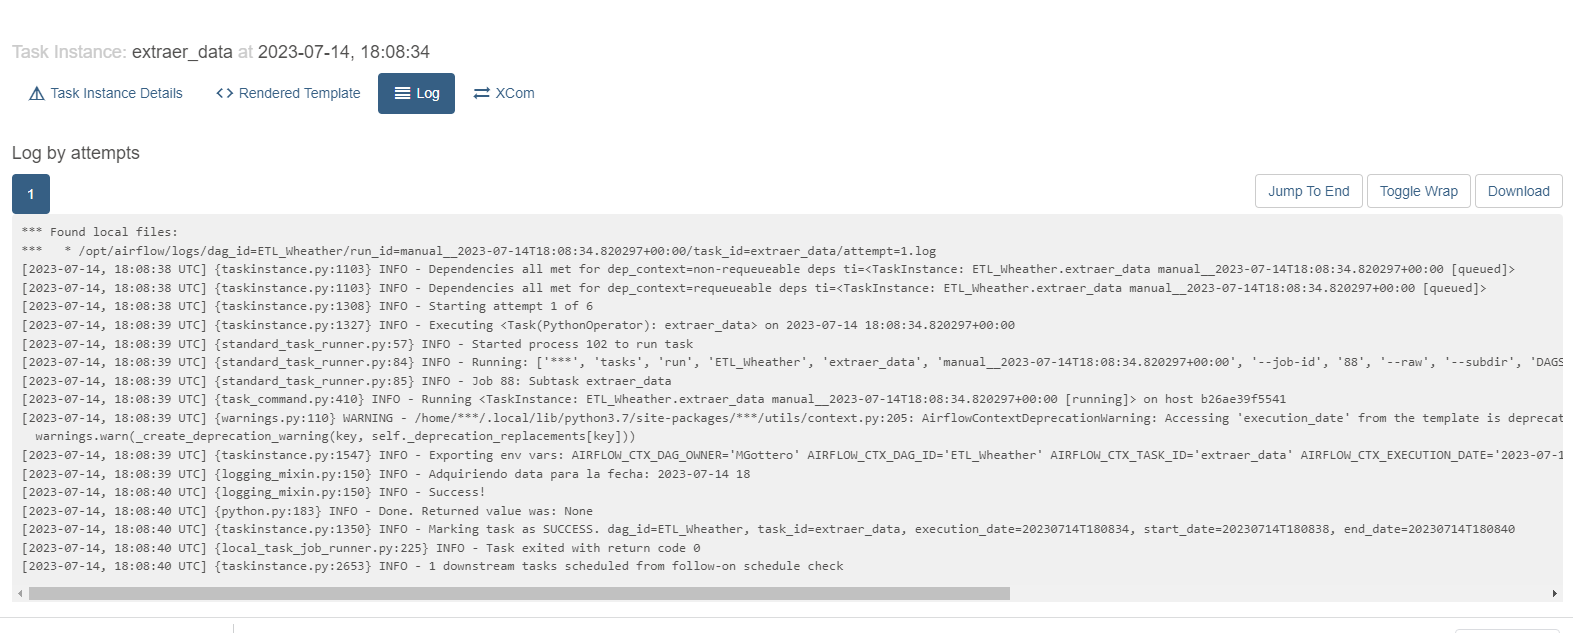 Task Instance: extraer_data at 2023-07-14, 18:08:34
Task Instance Details <> Rendered Template Log XCom
Log by attempts
1
Jump To End Toggle Wrap Download
*** Found local files:
***   * /opt/airflow/logs/dag_id=ETL_Wheather/run_id=manual__2023-07-14T18:08:34.820297+00:00/task_id=extraer_data/attempt=1.log
[2023-07-14, 18:08:38 UTC] {taskinstance.py:1103} INFO - Dependencies all met for dep_context=non-requeueable deps ti=<TaskInstance: ETL_Wheather.extraer_data manual__2023-07-14T18:08:34.820297+00:00 [queued]>
[2023-07-14, 18:08:38 UTC] {taskinstance.py:1103} INFO - Dependencies all met for dep_context=requeueable deps ti=<TaskInstance: ETL_Wheather.extraer_data manual__2023-07-14T18:08:34.820297+00:00 [queued]>
[2023-07-14, 18:08:38 UTC] {taskinstance.py:1308} INFO - Starting attempt 1 of 6
[2023-07-14, 18:08:39 UTC] {taskinstance.py:1327} INFO - Executing <Task(PythonOperator): extraer_data> on 2023-07-14 18:08:34.820297+00:00
[2023-07-14, 18:08:39 UTC] {standard_task_runner.py:57} INFO - Started process 102 to run task
[2023-07-14, 18:08:39 UTC] {standard_task_runner.py:84} INFO - Running: ['***', 'tasks', 'run', 'ETL_Wheather', 'extraer_data', 'manual__2023-07-14T18:08:34.820297+00:00', '--job-id', '88', '--raw', '--subdir', 'DAGS
[2023-07-14, 18:08:39 UTC] {standard_task_runner.py:85} INFO - Job 88: Subtask extraer_data
[2023-07-14, 18:08:39 UTC] {task_command.py:410} INFO - Running <TaskInstance: ETL_Wheather.extraer_data manual__2023-07-14T18:08:34.820297+00:00 [running]> on host b26ae39f5541
[2023-07-14, 18:08:39 UTC] {warnings.py:110} WARNING - /home/***/.local/lib/python3.7/site-packages/***/utils/context.py:205: AirflowContextDeprecationWarning: Accessing 'execution_date' from the template is deprecat
  warnings.warn(_create_deprecation_warning(key, self._deprecation_replacements[key]))
[2023-07-14, 18:08:39 UTC] {taskinstance.py:1547} INFO - Exporting env vars: AIRFLOW_CTX_DAG_OWNER='MGottero' AIRFLOW_CTX_DAG_ID='ETL_Wheather' AIRFLOW_CTX_TASK_ID='extraer_data' AIRFLOW_CTX_EXECUTION_DATE='2023-07-1
[2023-07-14, 18:08:39 UTC] {logging_mixin.py:150} INFO - Adquiriendo data para la fecha: 2023-07-14 18
[2023-07-14, 18:08:40 UTC] {logging_mixin.py:150} INFO - Success!
[2023-07-14, 18:08:40 UTC] {python.py:183} INFO - Done. Returned value was: None
[2023-07-14, 18:08:40 UTC] {taskinstance.py:1350} INFO - Marking task as SUCCESS. dag_id=ETL_Wheather, task_id=extraer_data, execution_date=20230714T180834, start_date=20230714T180838, end_date=20230714T180840
[2023-07-14, 18:08:40 UTC] {local_task_job_runner.py:225} INFO - Task exited with return code 0
[2023-07-14, 18:08:40 UTC] {taskinstance.py:2653} INFO - 1 downstream tasks scheduled from follow-on schedule check